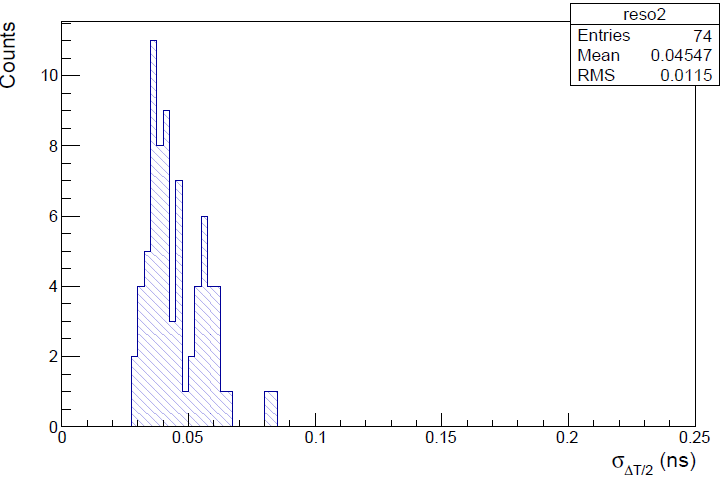 reso2
Entries 74
Mean 0.04547
RMS 0.0115
Counts
10
8
6
4
2
0
0 0.05 0.1 0.15 0.2 0.25
σΔT/2 (ns)